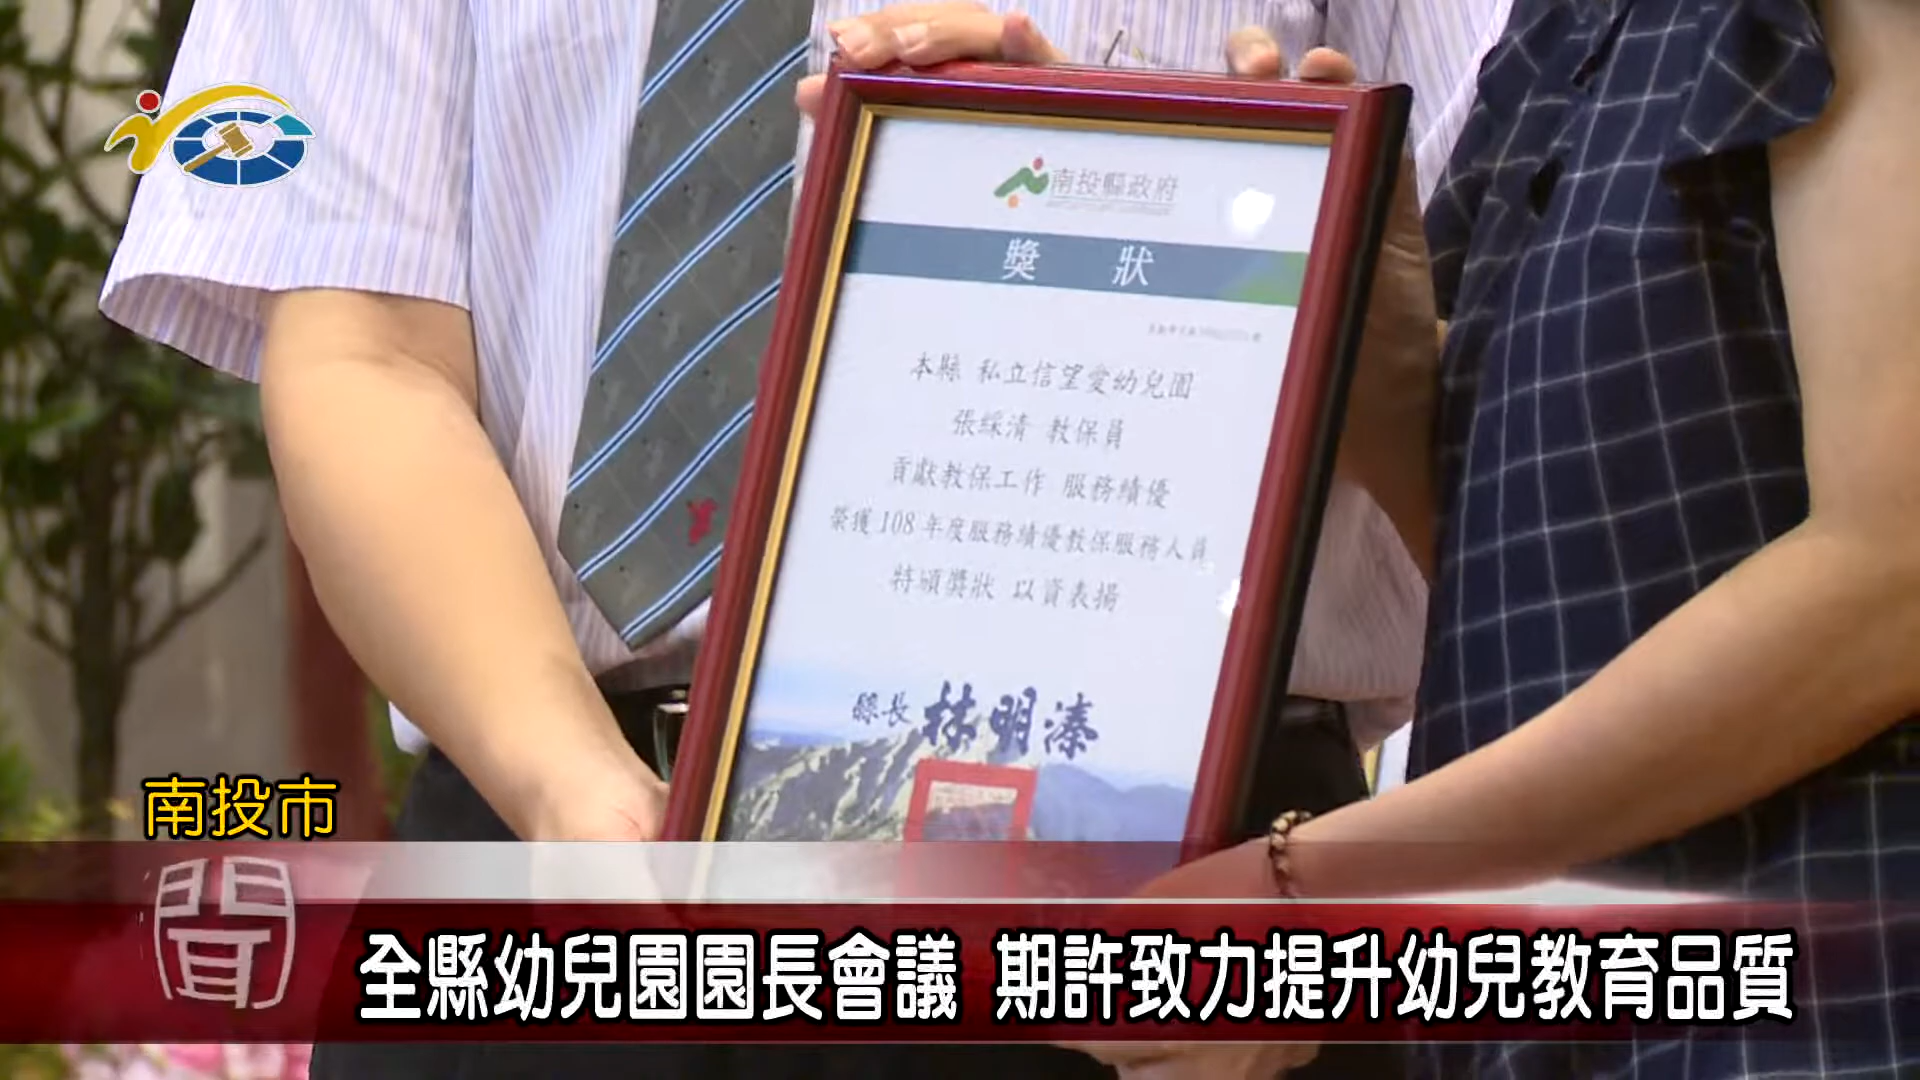 南投縣政府
獎 狀
本縣 私立信望愛幼兒園
張綵清 教保員
貢獻教保工作 服務績優
榮獲108年度服務績優教保服務人員
特頒獎狀 以資表揚
縣長 林明溱
南投市
聞
全縣幼兒園園長會議 期許致力提升幼兒教育品質